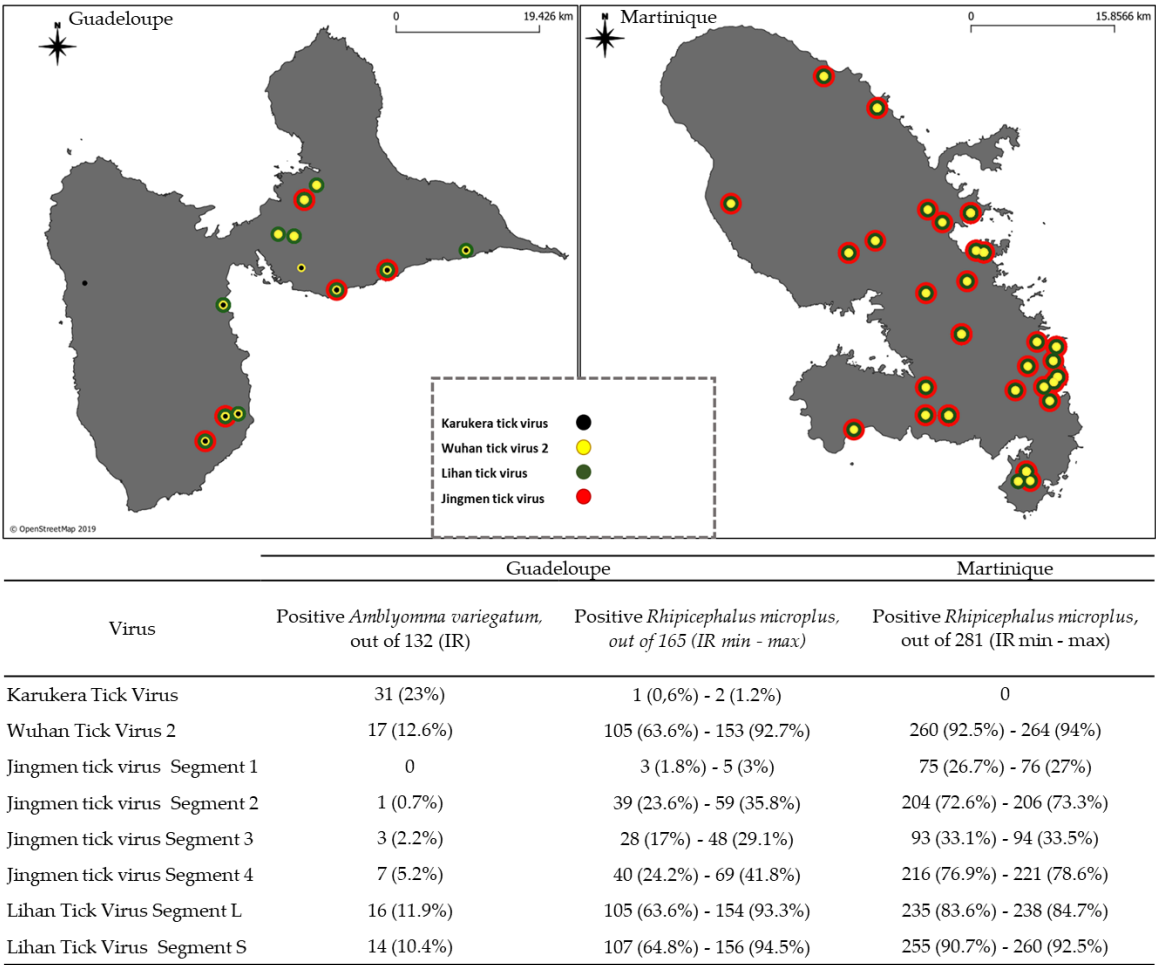 Guadeloupe
N
0 19.426 km
Martinique
N
0 15.8566 km
Karukera tick virus
Wuhan tick virus 2
Lihan tick virus
Jingmen tick virus
© OpenStreetMap 2019
Guadeloupe Martinique
Virus
Positive Amblyomma variegatum,
out of 132 (IR)
Positive Rhipicephalus microplus,
out of 165 (IR min - max)
Positive Rhipicephalus microplus,
out of 281 (IR min - max)
Karukera Tick Virus 31 (23%) 1 (0,6%) - 2 (1.2%) 0
Wuhan Tick Virus 2 17 (12.6%) 105 (63.6%) - 153 (92.7%) 260 (92.5%) - 264 (94%)
Jingmen tick virus Segment 1 0 3 (1.8%) - 5 (3%) 75 (26.7%) - 76 (27%)
Jingmen tick virus Segment 2 1 (0.7%) 39 (23.6%) - 59 (35.8%) 204 (72.6%) - 206 (73.3%)
Jingmen tick virus Segment 3 3 (2.2%) 28 (17%) - 48 (29.1%) 93 (33.1%) - 94 (33.5%)
Jingmen tick virus Segment 4 7 (5.2%) 40 (24.2%) - 69 (41.8%) 216 (76.9%) - 221 (78.6%)
Lihan Tick Virus Segment L 16 (11.9%) 105 (63.6%) - 154 (93.3%) 235 (83.6%) - 238 (84.7%)
Lihan Tick Virus Segment S 14 (10.4%) 107 (64.8%) - 156 (94.5%) 255 (90.7%) - 260 (92.5%)